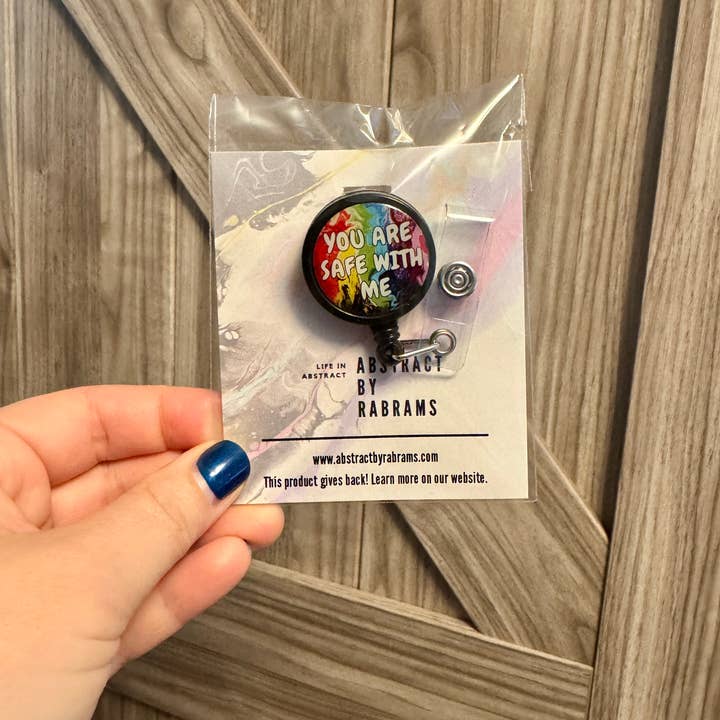 YOU ARE
SAFE WITH
ME
LIFE IN
ABSTRACT
ABSTRACT
BY
RABRAMS
www.abstractbyrabrams.com
This product gives back! Learn more on our website.